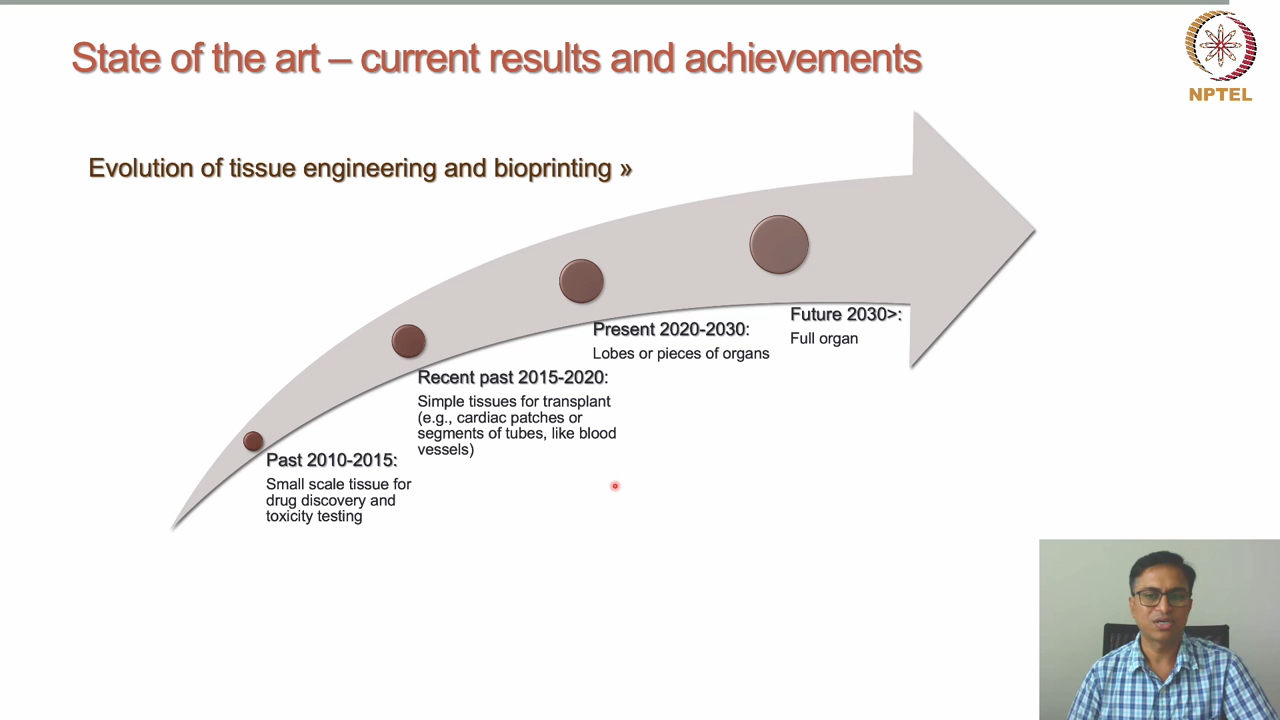 State of the art – current results and achievements
NPTEL
Evolution of tissue engineering and bioprinting »
Future 2030>:
Full organ
Present 2020-2030:
Lobes or pieces of organs
Recent past 2015-2020:
Simple tissues for transplant
(e.g., cardiac patches or
segments of tubes, like blood
vessels)
Past 2010-2015:
Small scale tissue for
drug discovery and
toxicity testing